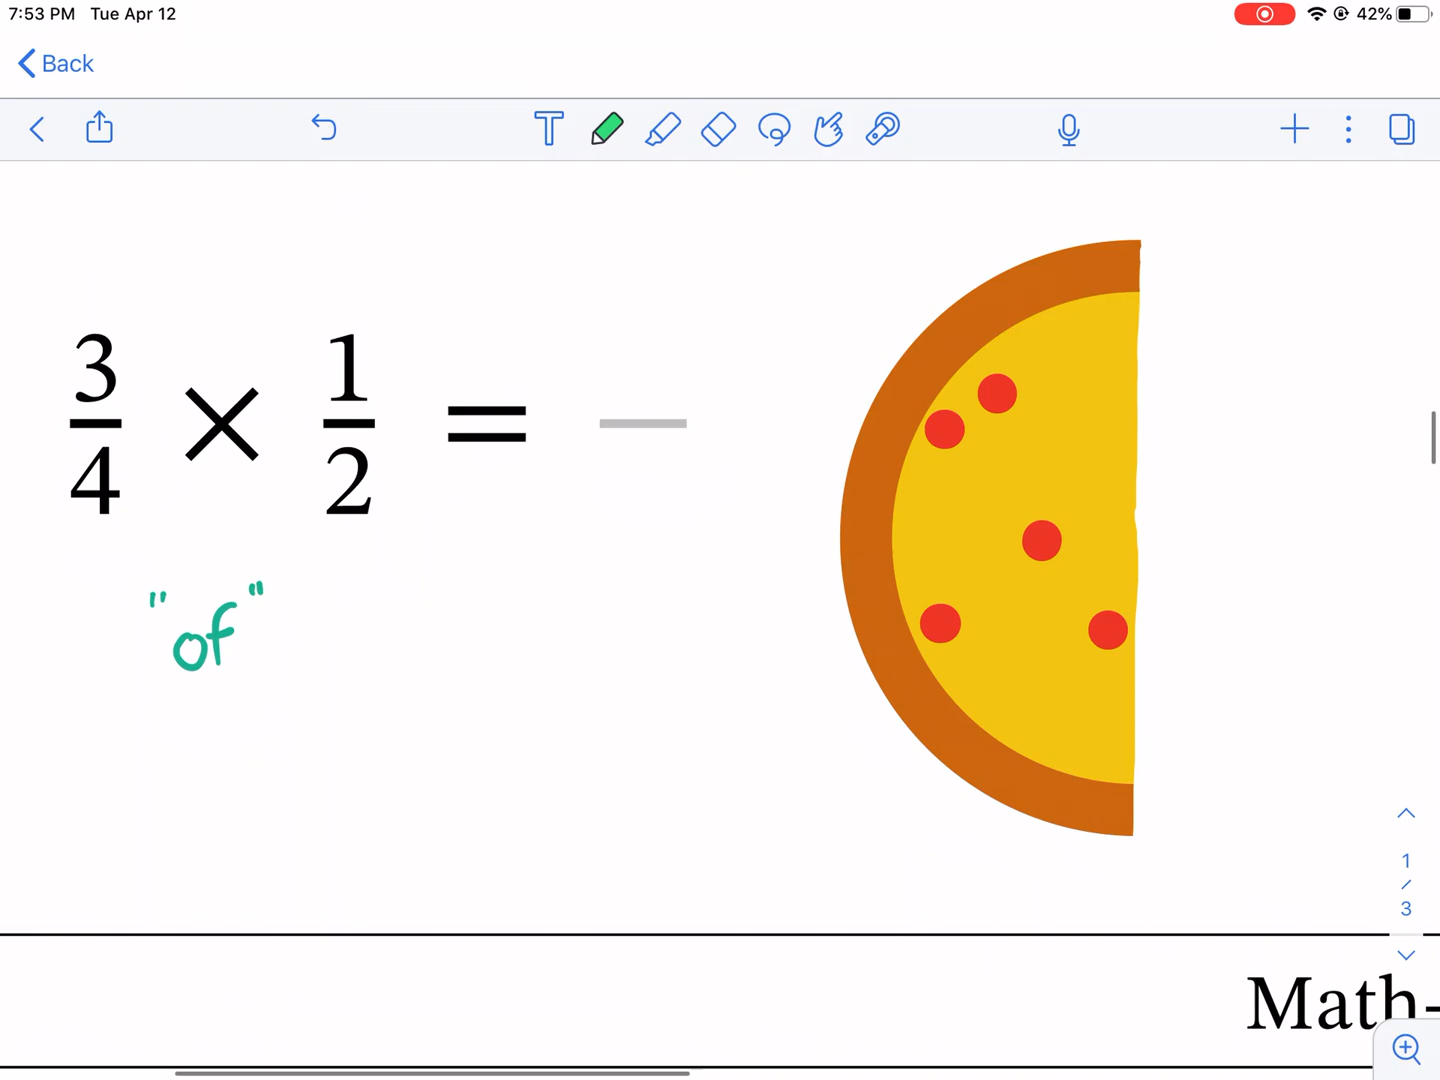 7:53 PM Tue Apr 12 42%
Back
T
3/4 × 1/2 = —
"of"
1
/
3
Math-